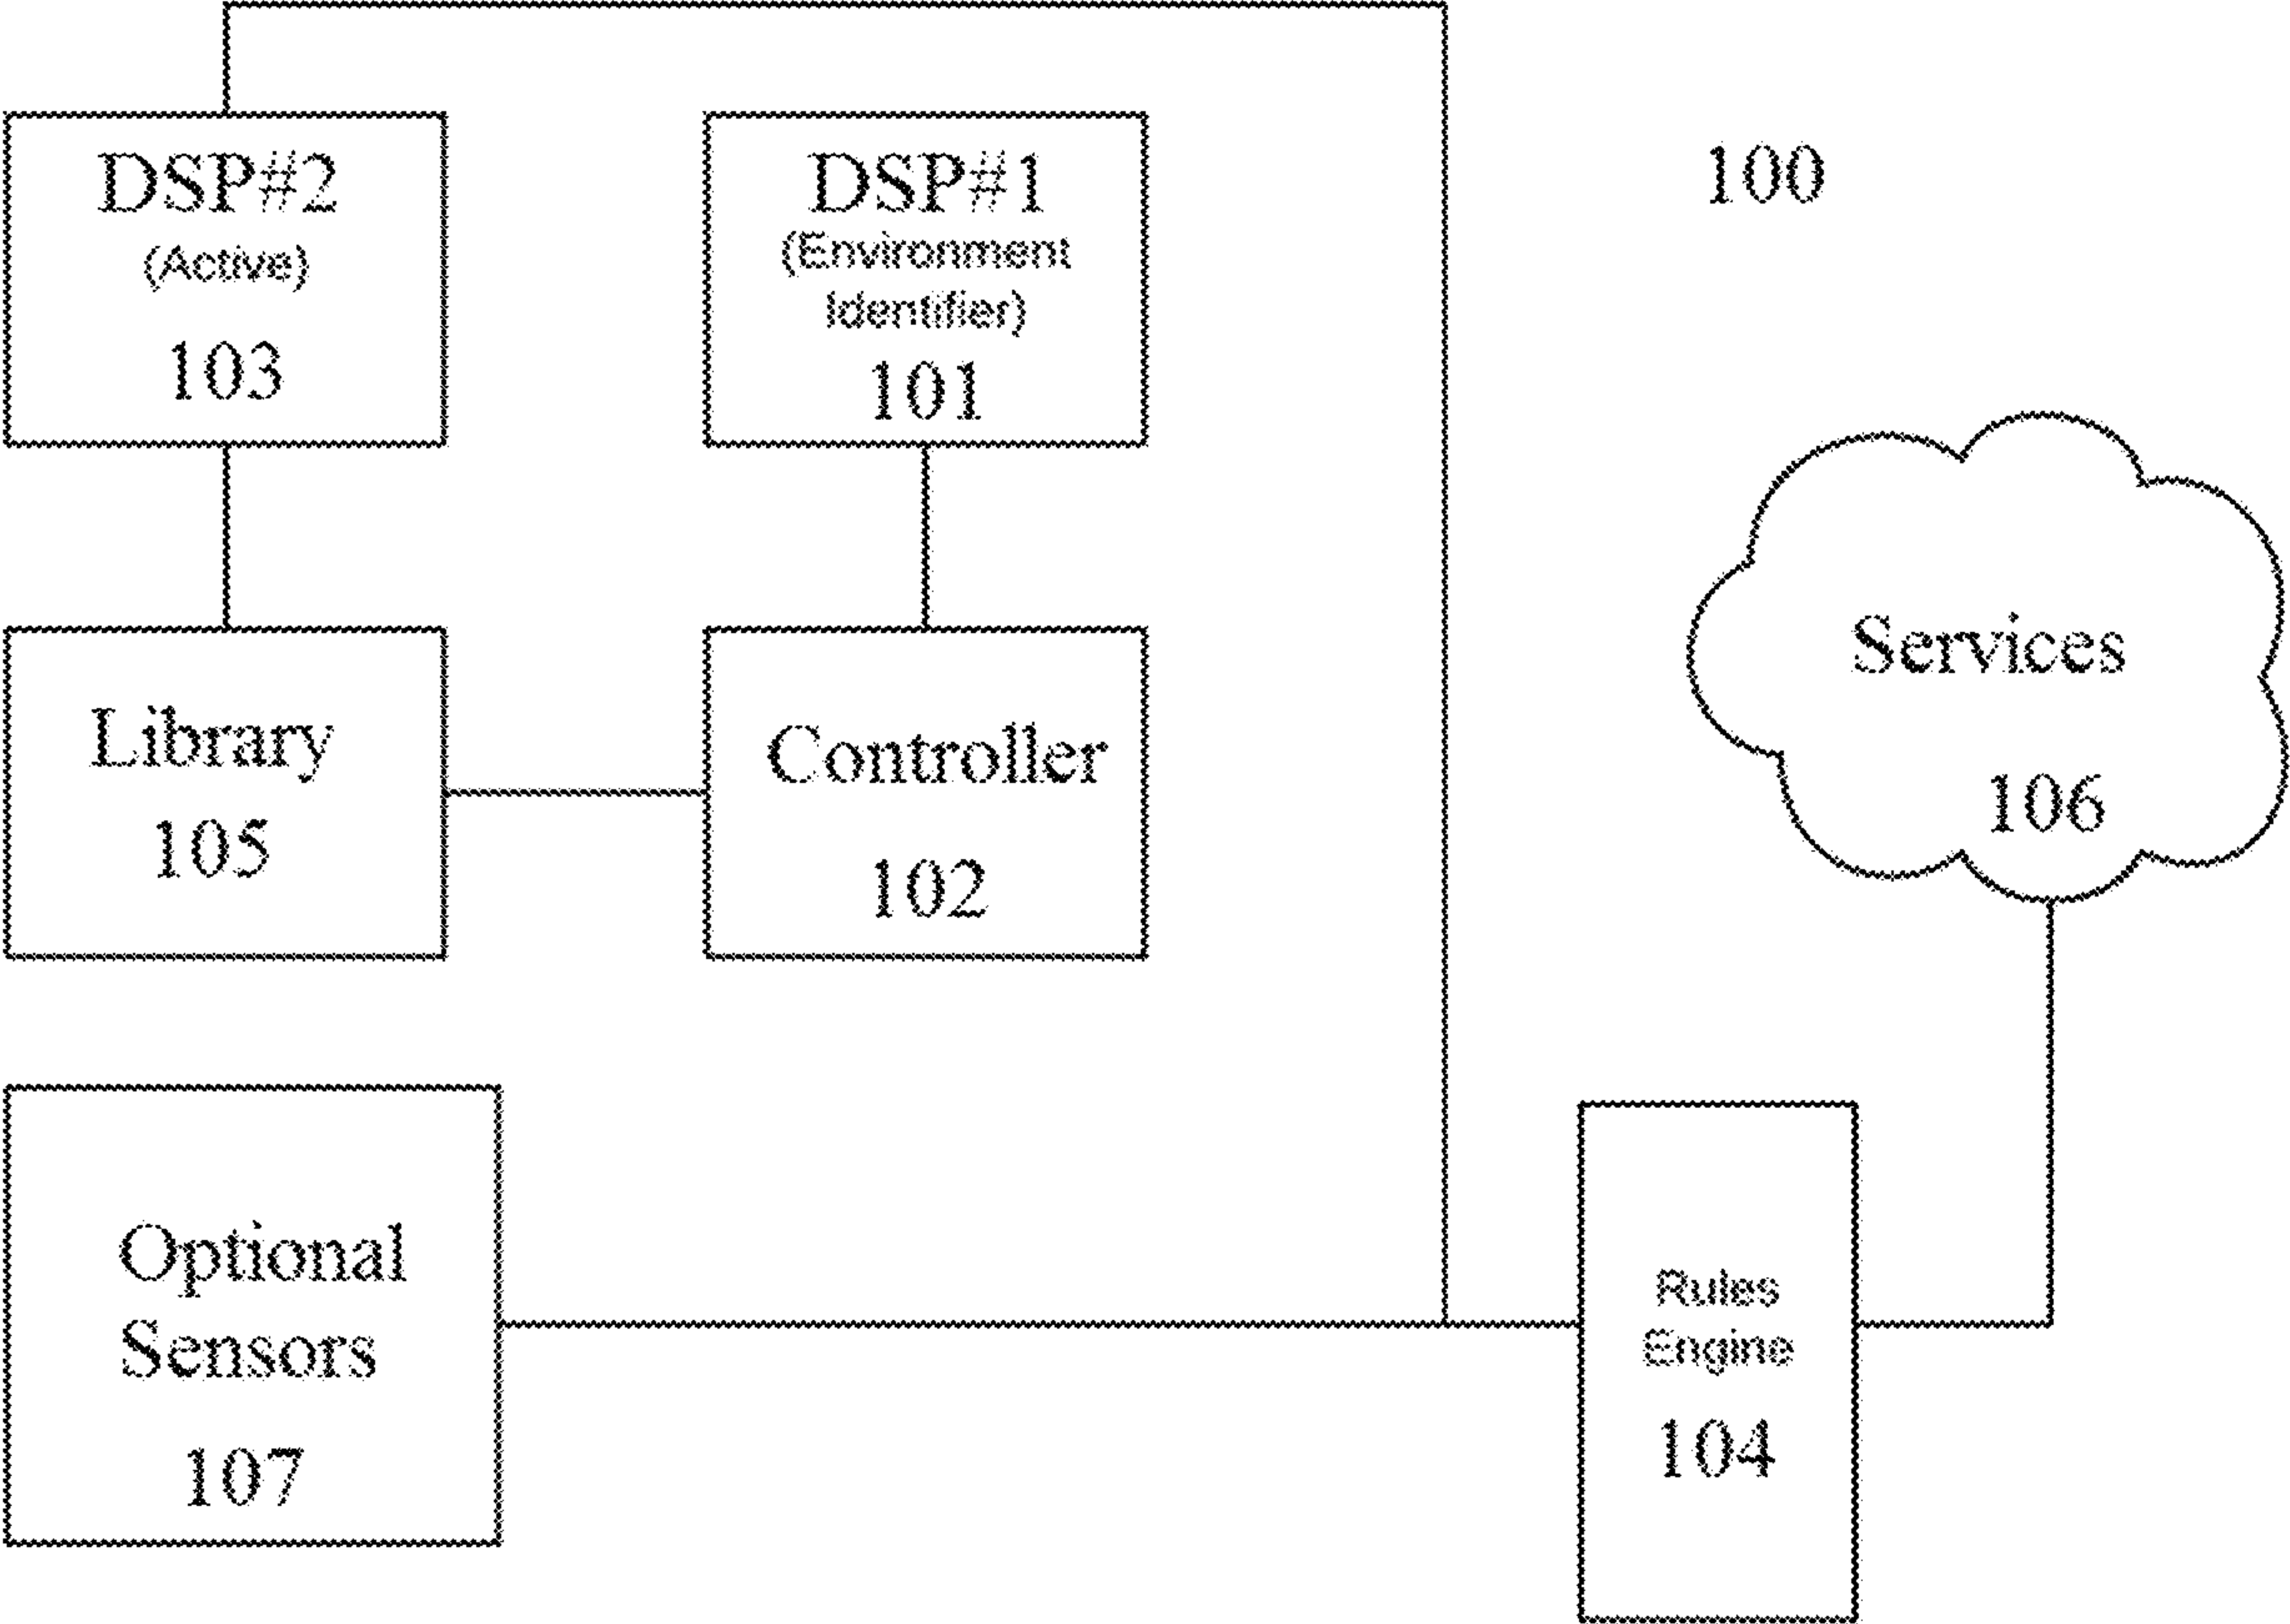 DSP#2
(Active)
103
DSP#1
(Environment
Identifier)
101
100
Services
106
Library
105
Controller
102
Optional
Sensors
107
Rules
Engine
104